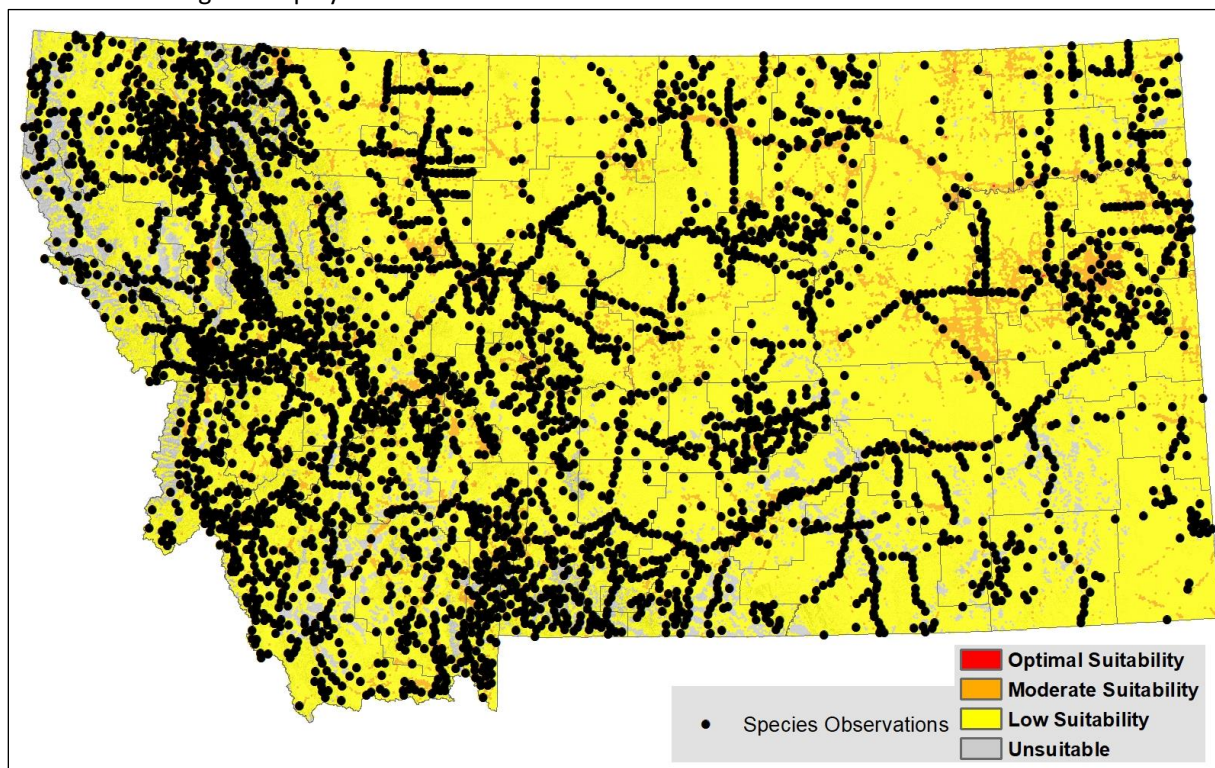 Optimal Suitability
Moderate Suitability
Species Observations
Low Suitability
Unsuitable